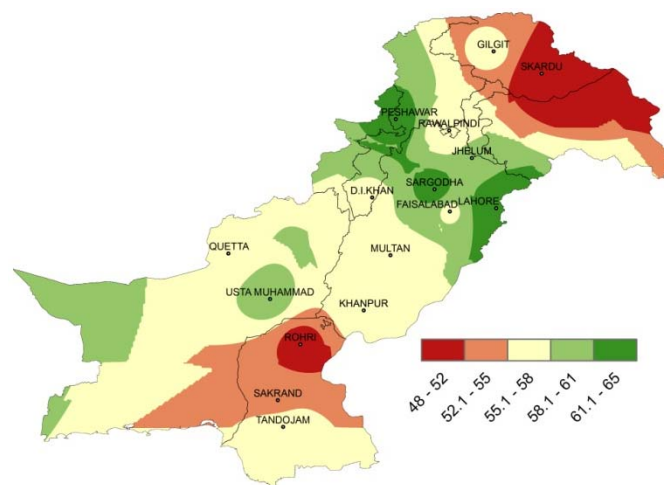 GILGIT
SKARDU
PESHAWAR
RAWALPINDI
JHBLUM
SARGODHA
D.I.KHAN
FAISALABAD
LAHORE
QUETTA
MULTAN
USTA MUHAMMAD
KHANPUR
ROHRI
SAKRAND
TANDOJAM
48 - 52
52.1 - 55
55.1 - 58
58.1 - 61
61.1 - 65